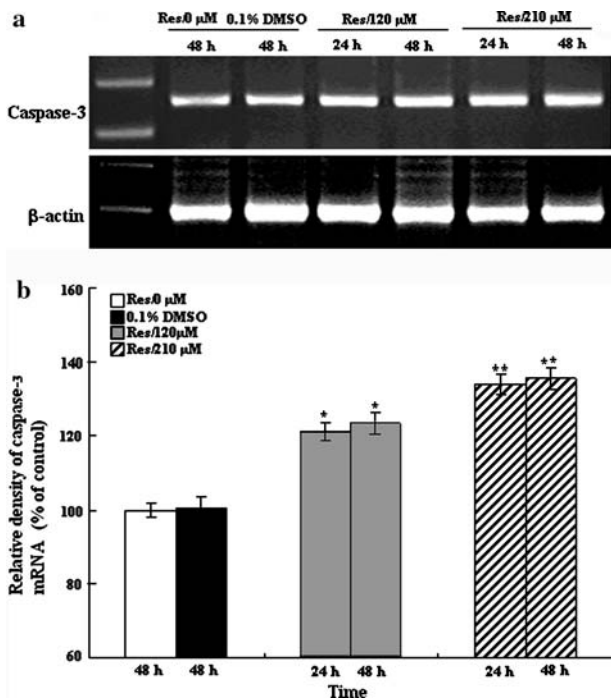 a
Res/0 µM 0.1% DMSO Res/120 µM Res/210 µM
48 h 48 h 24 h 48 h 24 h 48 h
Caspase-3
β-actin
b
160
140
120
100
80
60
Relative density of caspase-3
mRNA (% of control)
Res/0 µM
0.1% DMSO
Res/120µM
Res/210 µM
* * ** **
48 h 48 h 24 h 48 h 24 h 48 h
Time